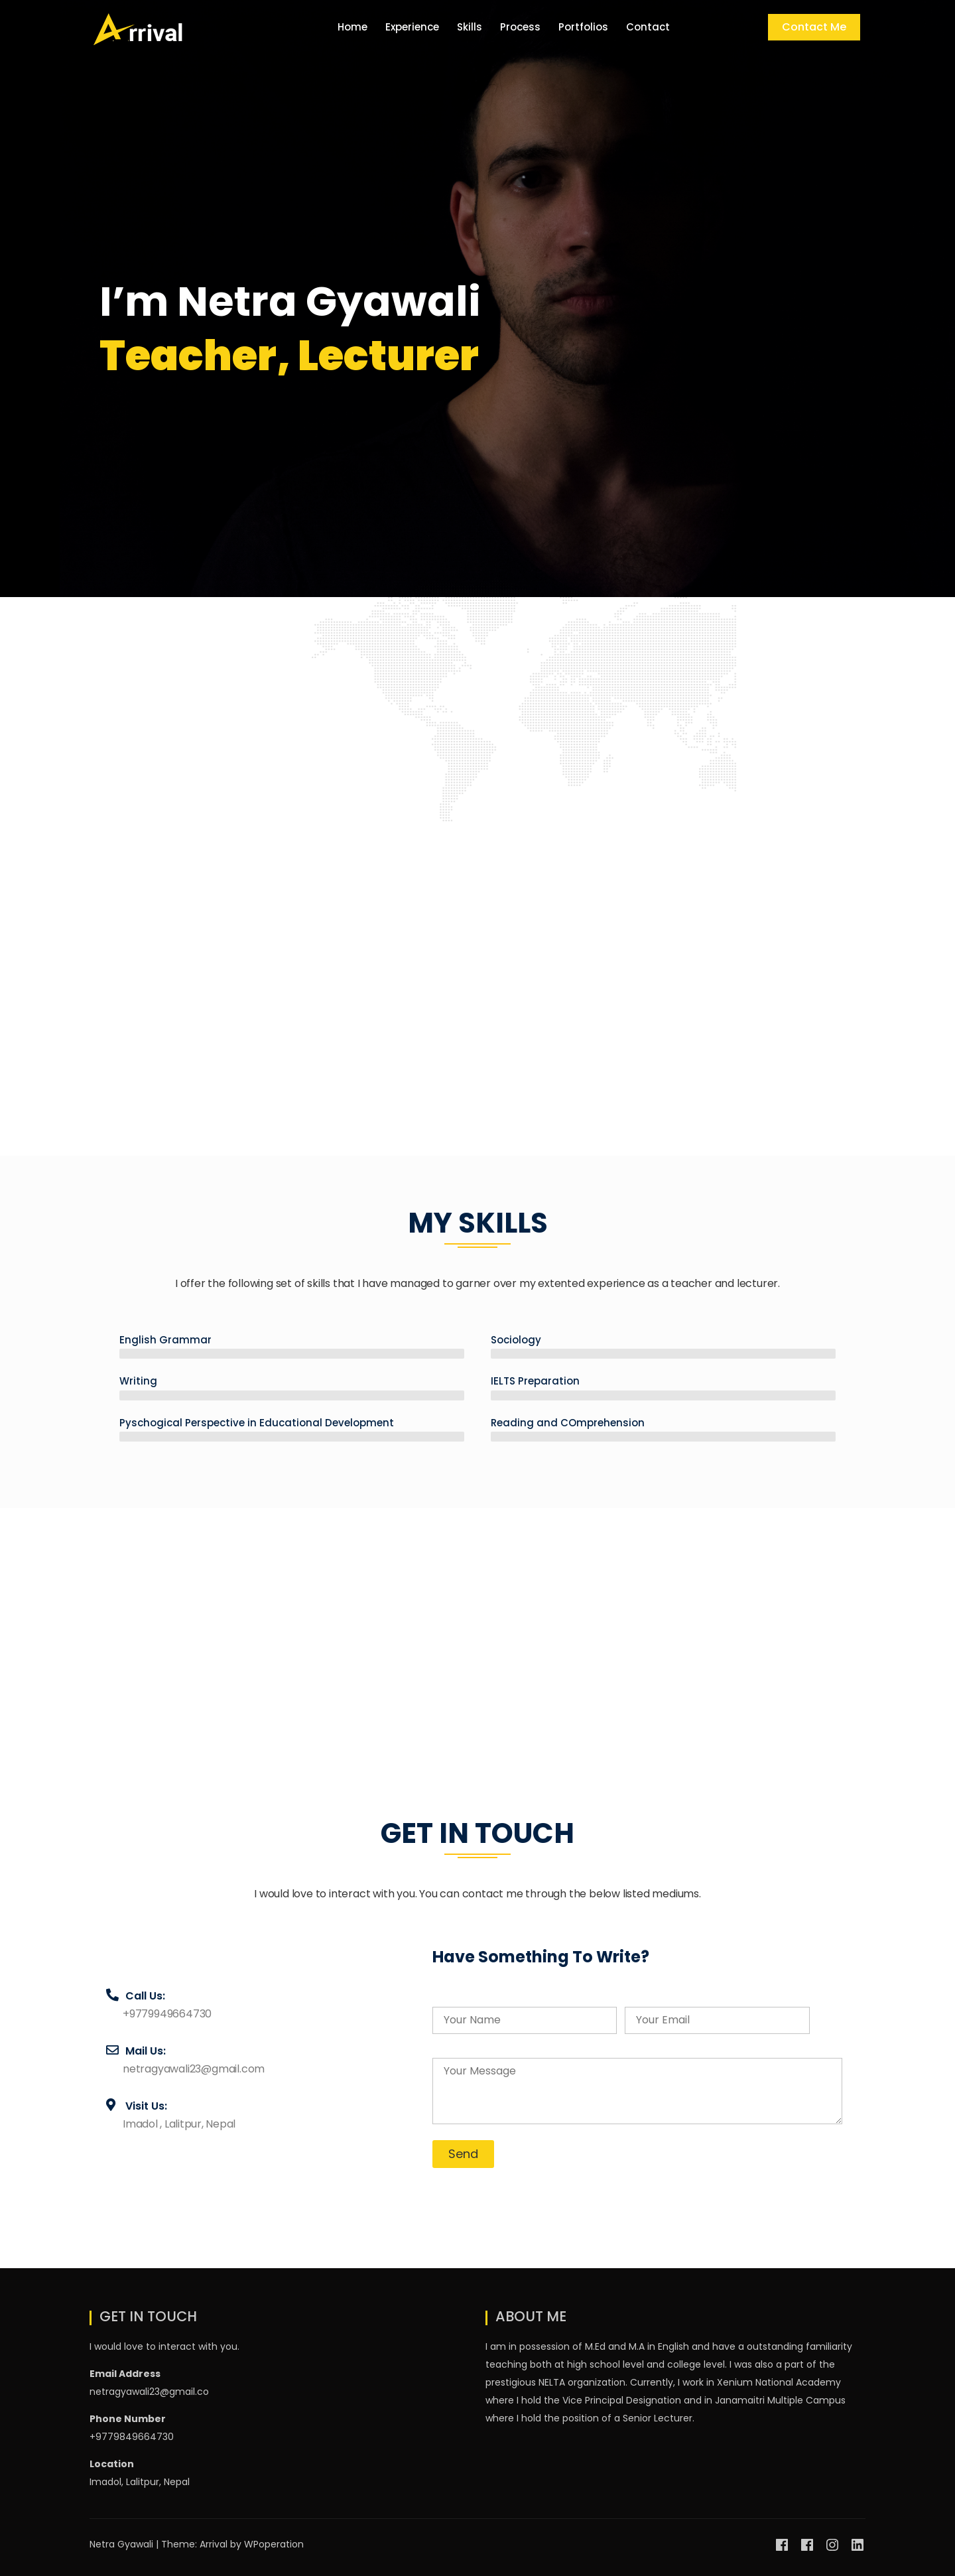 Arrival
Home Experience Skills Process Portfolios Contact
Contact Me
I’m Netra Gyawali
Teacher, Lecturer
MY SKILLS
I offer the following set of skills that I have managed to garner over my extented experience as a teacher and lecturer.
English Grammar
Sociology
Writing
IELTS Preparation
Pyschogical Perspective in Educational Development
Reading and COmprehension
GET IN TOUCH
I would love to interact with you. You can contact me through the below listed mediums.
Call Us:
+9779949664730
Mail Us:
netragyawali23@gmail.com
Visit Us:
Imadol , Lalitpur, Nepal
Have Something To Write?
Your Name
Your Email
Your Message
Send
GET IN TOUCH
I would love to interact with you.
Email Address
netragyawali23@gmail.co
Phone Number
+9779849664730
Location
Imadol, Lalitpur, Nepal
ABOUT ME
I am in possession of M.Ed and M.A in English and have a outstanding familiarity
teaching both at high school level and college level. I was also a part of the
prestigious NELTA organization. Currently, I work in Xenium National Academy
where I hold the Vice Principal Designation and in Janamaitri Multiple Campus
where I hold the position of a Senior Lecturer.
Netra Gyawali | Theme: Arrival by WPoperation